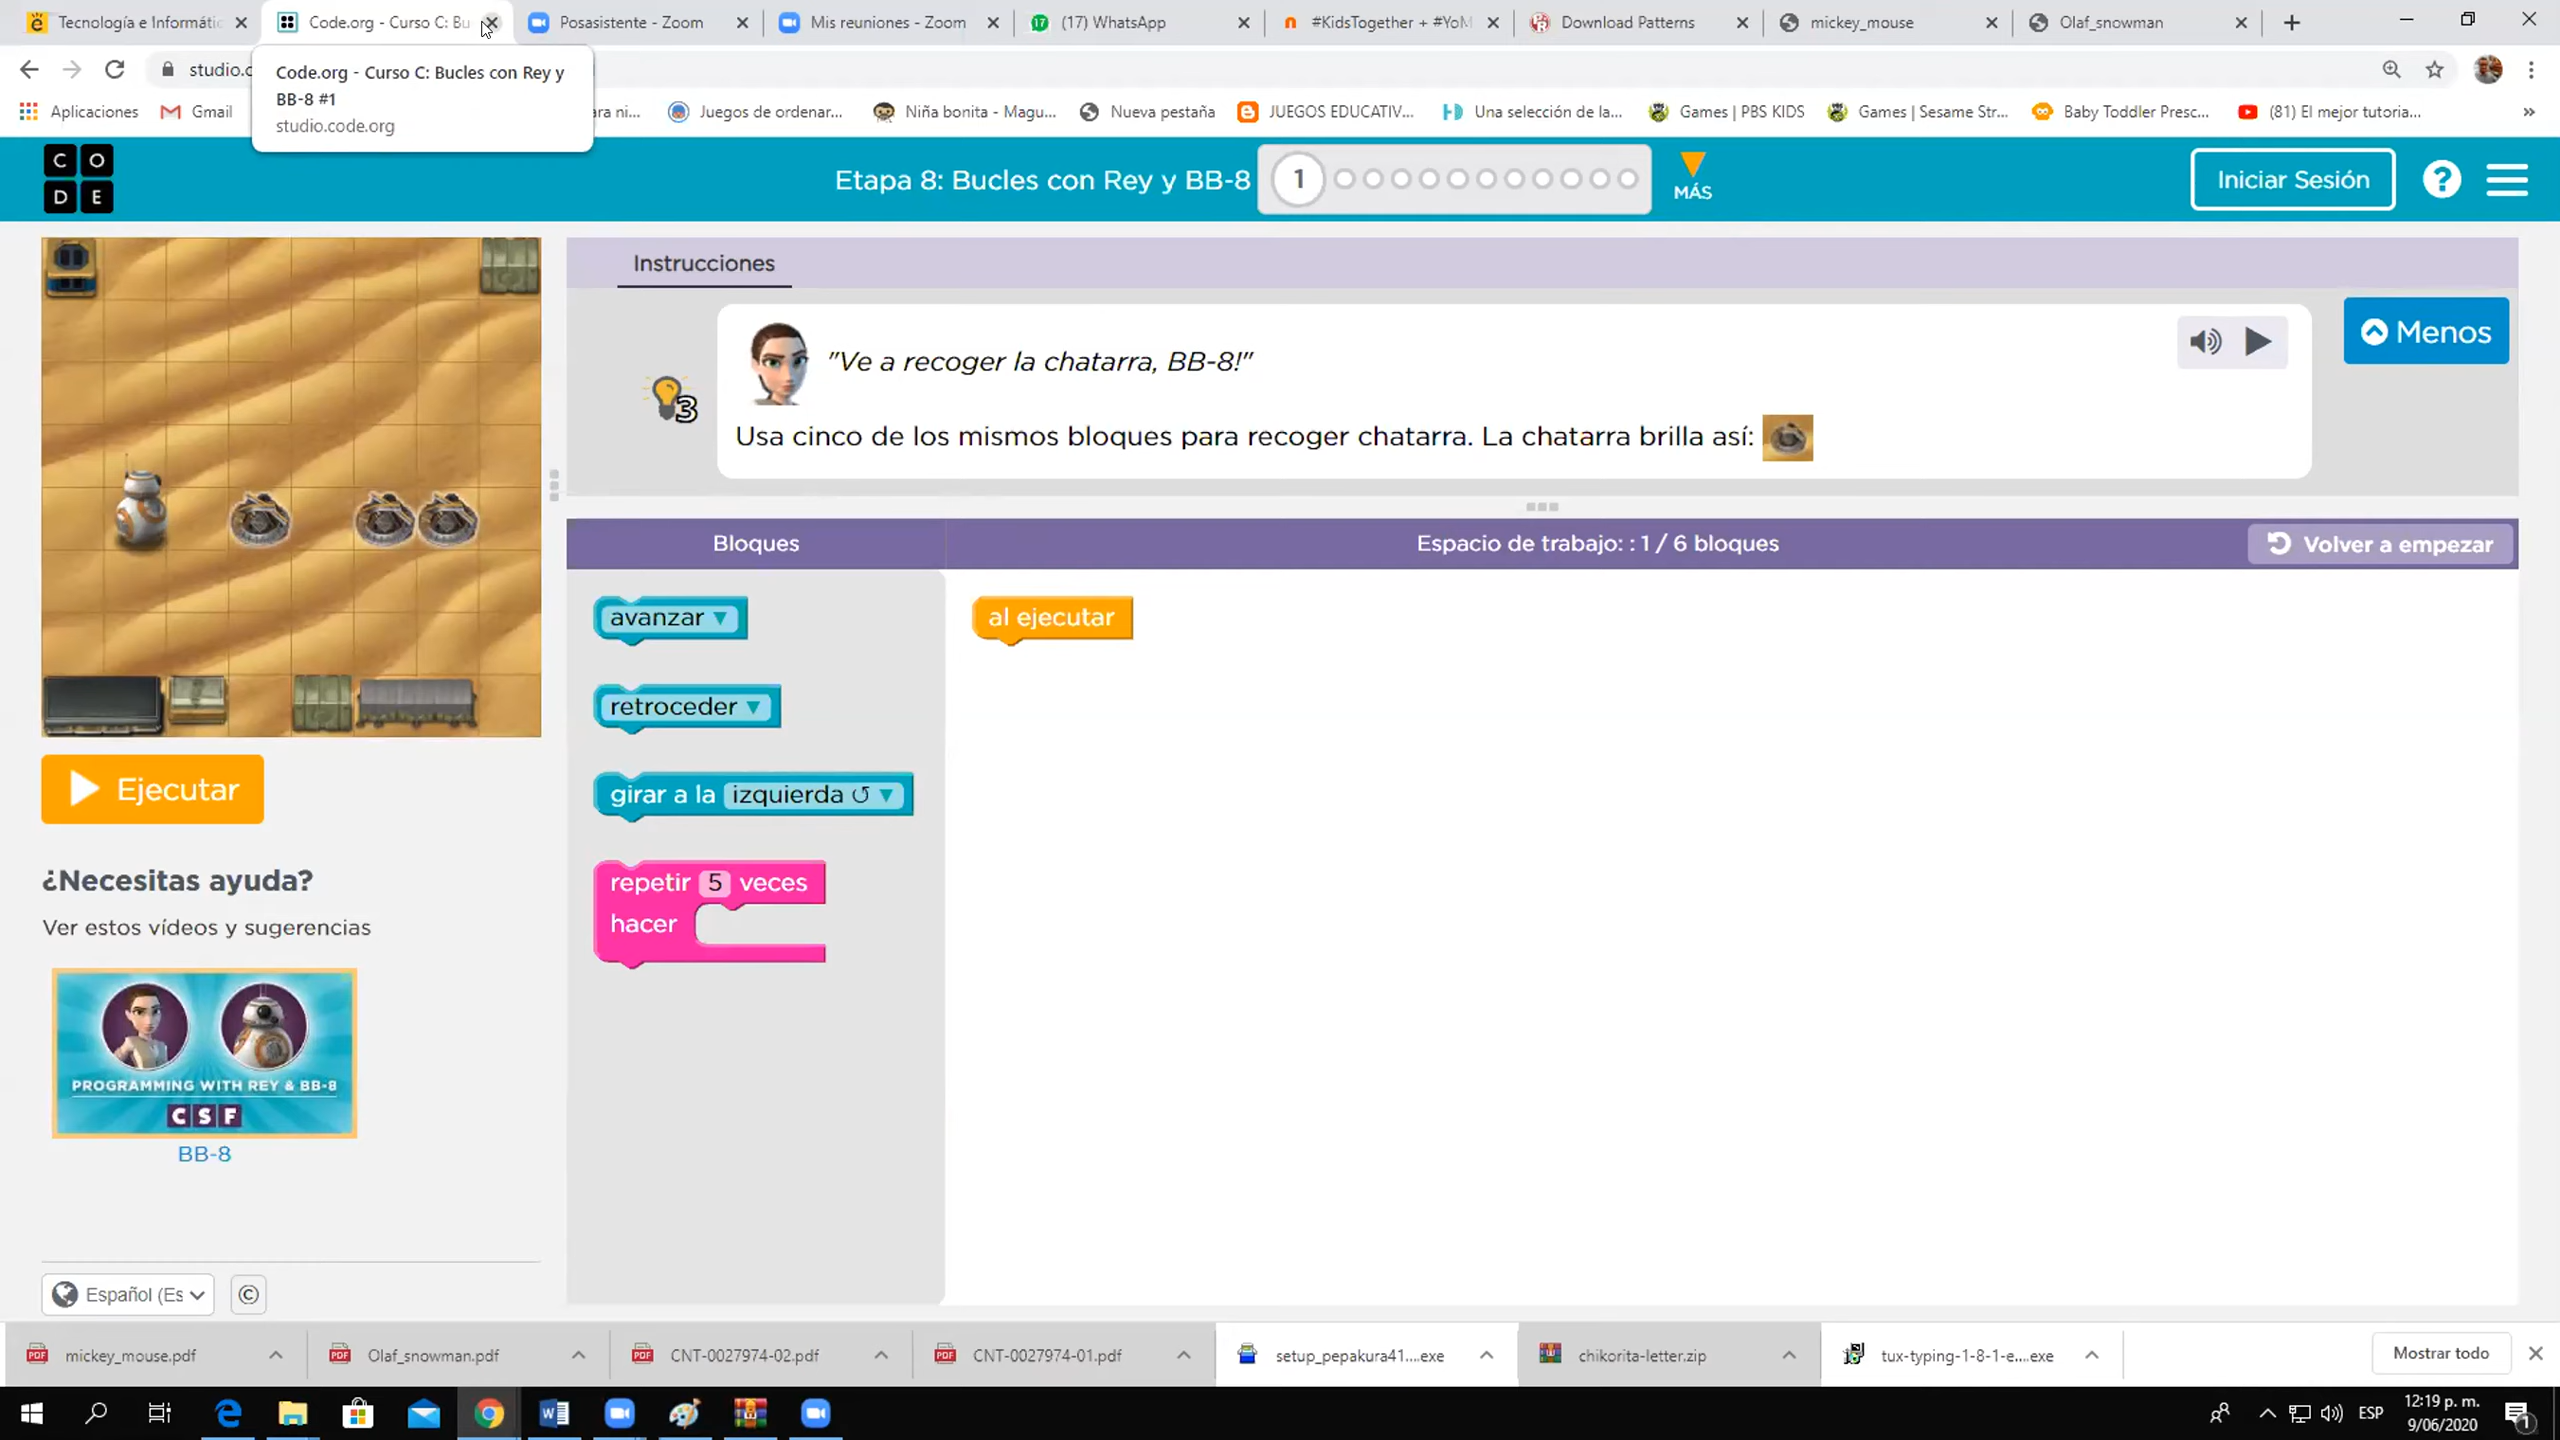 Tecnología e Informátic
Code.org - Curso C: Bu
Posasistente - Zoom
Mis reuniones - Zoom
17
(17) WhatsApp
#KidsTogether + #YoM
Download Patterns
mickey_mouse
Olaf_snowman
studio.c
Code.org - Curso C: Bucles con Rey y
BB-8 #1
studio.code.org
Aplicaciones
Gmail
ara ni...
Juegos de ordenar...
Niña bonita - Magu...
Nueva pestaña
JUEGOS EDUCATIV...
Una selección de la...
Games | PBS KIDS
Games | Sesame Str...
Baby Toddler Presc...
(81) El mejor tutoria...
»
C O
D E
Etapa 8: Bucles con Rey y BB-8
1
MÁS
Iniciar Sesión
?
Instrucciones
"Ve a recoger la chatarra, BB-8!"
3
Usa cinco de los mismos bloques para recoger chatarra. La chatarra brilla así:
Menos
Bloques
Espacio de trabajo: : 1 / 6 bloques
Volver a empezar
avanzar
al ejecutar
retroceder
girar a la izquierda ↺
repetir 5 veces
hacer
Ejecutar
¿Necesitas ayuda?
Ver estos vídeos y sugerencias
PROGRAMMING WITH REY & BB-8
C S F
BB-8
Español (Es
©
mickey_mouse.pdf
Olaf_snowman.pdf
CNT-0027974-02.pdf
CNT-0027974-01.pdf
setup_pepakura41....exe
chikorita-letter.zip
tux-typing-1-8-1-e....exe
Mostrar todo
ESP
12:19 p. m.
9/06/2020
1